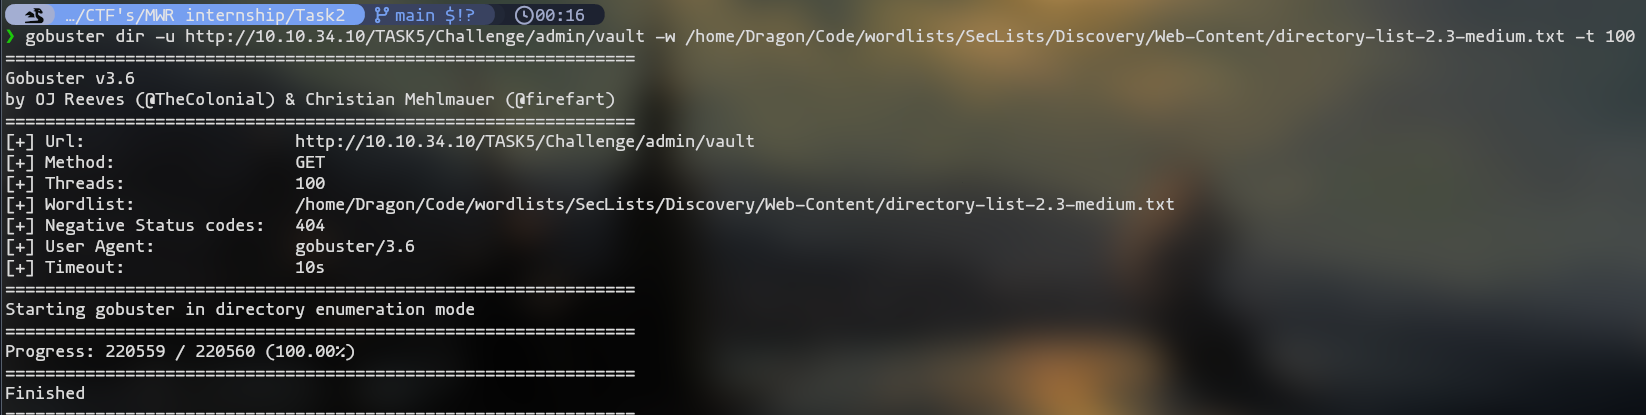 …/CTF's/MWR internship/Task2 main $!? 00:16
❯ gobuster dir -u http://10.10.34.10/TASK5/Challenge/admin/vault -w /home/Dragon/Code/wordlists/SecLists/Discovery/Web-Content/directory-list-2.3-medium.txt -t 100
===============================================================
Gobuster v3.6
by OJ Reeves (@TheColonial) & Christian Mehlmauer (@firefart)
===============================================================
[+] Url: http://10.10.34.10/TASK5/Challenge/admin/vault
[+] Method: GET
[+] Threads: 100
[+] Wordlist: /home/Dragon/Code/wordlists/SecLists/Discovery/Web-Content/directory-list-2.3-medium.txt
[+] Negative Status codes: 404
[+] User Agent: gobuster/3.6
[+] Timeout: 10s
===============================================================
Starting gobuster in directory enumeration mode
===============================================================
Progress: 220559 / 220560 (100.00%)
===============================================================
Finished
===============================================================